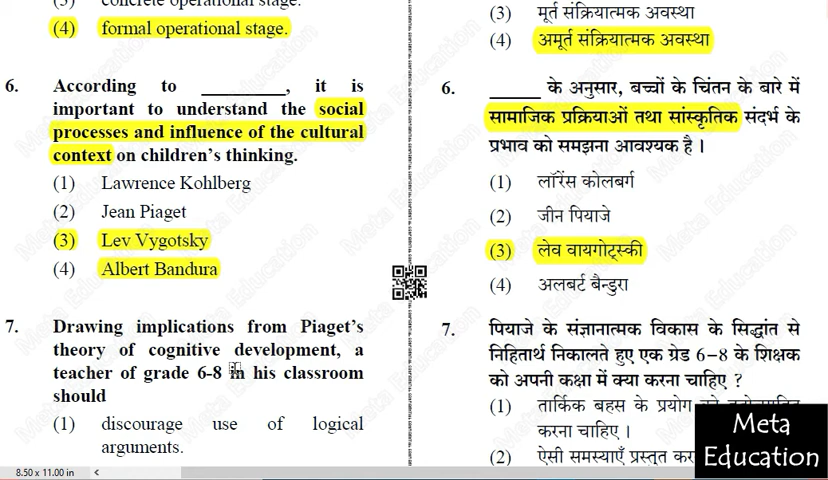 (3) concrete operational stage.
(4) formal operational stage.
6. According to ________, it is
important to understand the social
processes and influence of the cultural
context on children's thinking.
(1) Lawrence Kohlberg
(2) Jean Piaget
(3) Lev Vygotsky
(4) Albert Bandura
7. Drawing implications from Piaget's
theory of cognitive development, a
teacher of grade 6-8 in his classroom
should
(1) discourage use of logical
arguments.
(3) मूर्त संक्रियात्मक अवस्था
(4) अमूर्त संक्रियात्मक अवस्था
6. _____ के अनुसार, बच्चों के चिंतन के बारे में
सामाजिक प्रक्रियाओं तथा सांस्कृतिक संदर्भ के
प्रभाव को समझना आवश्यक है ।
(1) लॉरेंस कोलबर्ग
(2) जीन पियाजे
(3) लेव वायगोट्स्की
(4) अलबर्ट बैन्डुरा
7. पियाजे के संज्ञानात्मक विकास के सिद्धांत से
निहितार्थ निकालते हुए एक ग्रेड 6–8 के शिक्षक
को अपनी कक्षा में क्या करना चाहिए ?
(1) तार्किक बहस के प्रयोग को
करना चाहिए ।
(2) ऐसी समस्याएँ प्रस्तुत
Meta
Education
8.50 x 11.00 in